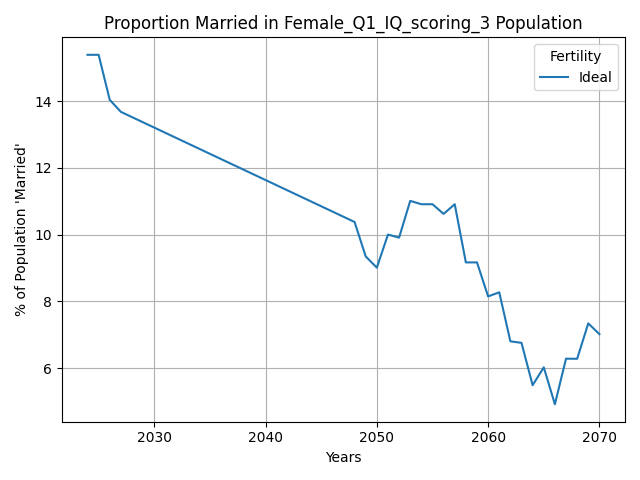 Proportion Married in Female_Q1_IQ_scoring_3 Population
Fertility
Ideal
% of Population 'Married'
14
12
10
8
6
2030
2040
2050
2060
2070
Years